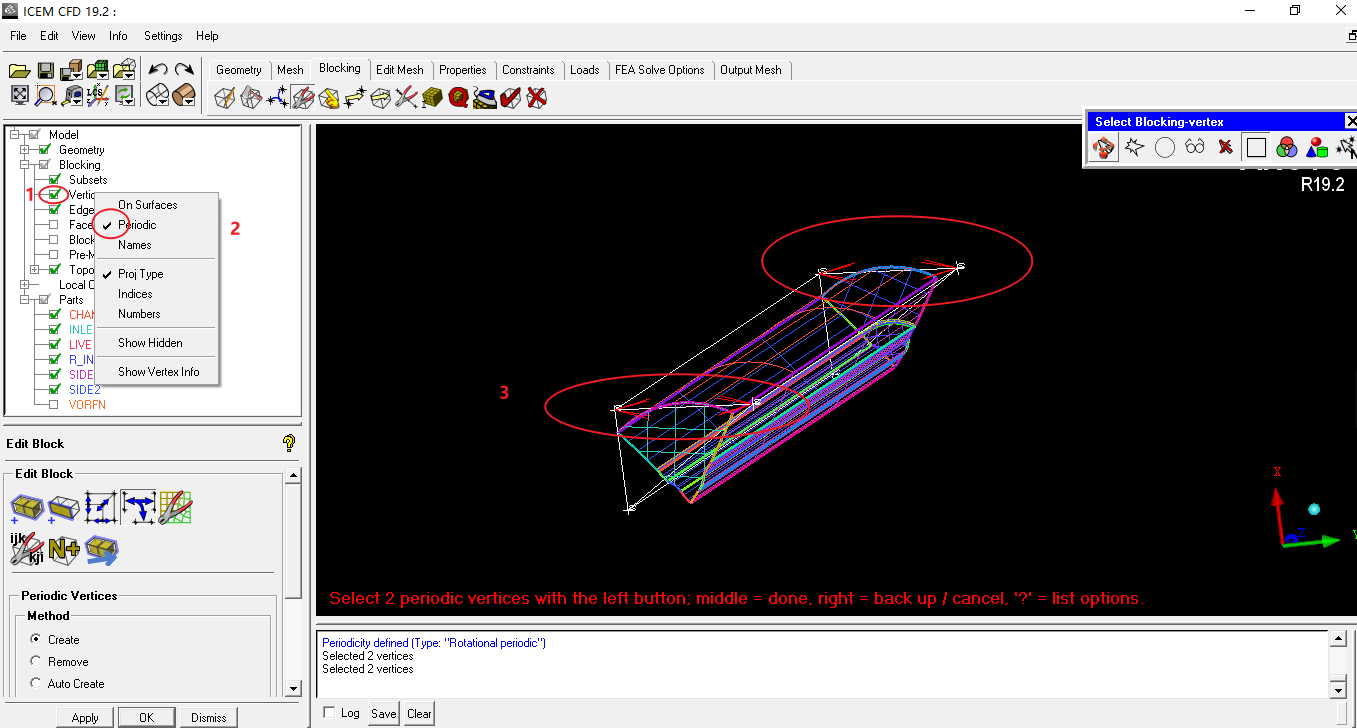 ICEM CFD 19.2 :
File Edit View Info Settings Help
Geometry Mesh Blocking Edit Mesh Properties Constraints Loads FEA Solve Options Output Mesh
LCS
Select Blocking-vertex
R19.2
Model
Geometry
Blocking
Subsets
1
Vertic
Edge
Face
Block
Pre-M
Topo
Local C
Parts
CHAN
INLE
LIVE
R_IN
SIDE
SIDE2
VORFN
On Surfaces
Periodic
Names
Proj Type
Indices
Numbers
Show Hidden
Show Vertex Info
2
3
X
Z
Select 2 periodic vertices with the left button; middle = done, right = back up / cancel, '?' = list options.
Edit Block
Edit Block
ijk
kji
N+
Periodic Vertices
Method
Create
Remove
Auto Create
Apply OK Dismiss
Periodicity defined (Type: "Rotational periodic")
Selected 2 vertices
Selected 2 vertices
Log Save Clear